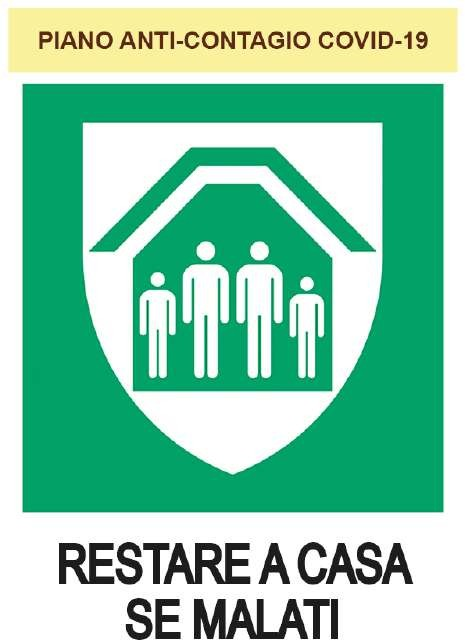 PIANO ANTI-CONTAGIO COVID-19
RESTARE A CASA
SE MALATI